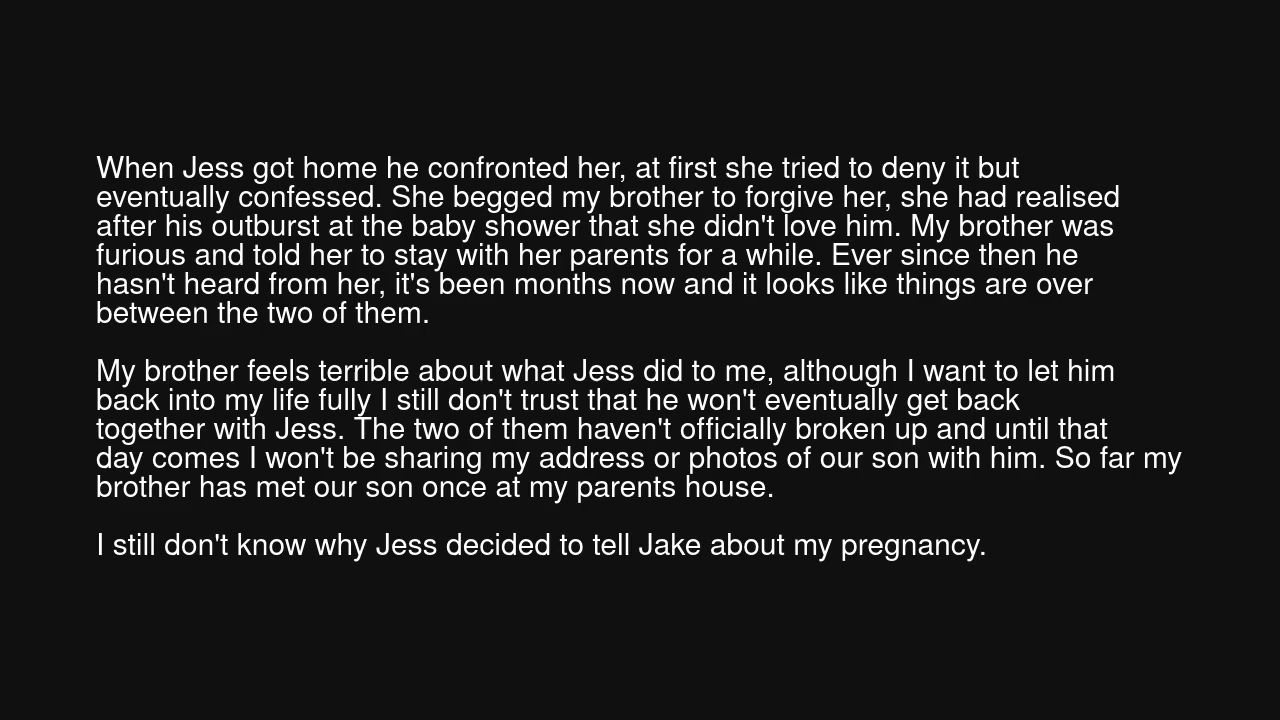 When Jess got home he confronted her, at first she tried to deny it but
eventually confessed. She begged my brother to forgive her, she had realised
after his outburst at the baby shower that she didn't love him. My brother was
furious and told her to stay with her parents for a while. Ever since then he
hasn't heard from her, it's been months now and it looks like things are over
between the two of them.
My brother feels terrible about what Jess did to me, although I want to let him
back into my life fully I still don't trust that he won't eventually get back
together with Jess. The two of them haven't officially broken up and until that
day comes I won't be sharing my address or photos of our son with him. So far my
brother has met our son once at my parents house.
I still don't know why Jess decided to tell Jake about my pregnancy.